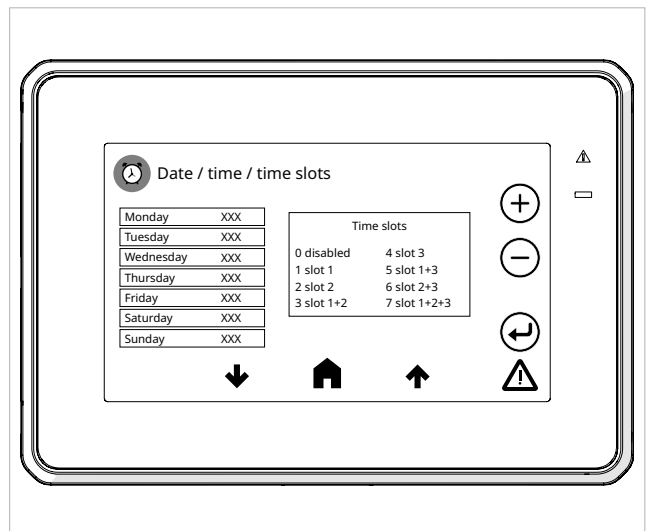 Date / time / time slots
Monday XXX
Tuesday XXX
Wednesday XXX
Thursday XXX
Friday XXX
Saturday XXX
Sunday XXX
Time slots
0 disabled 4 slot 3
1 slot 1 5 slot 1+3
2 slot 2 6 slot 2+3
3 slot 1+2 7 slot 1+2+3